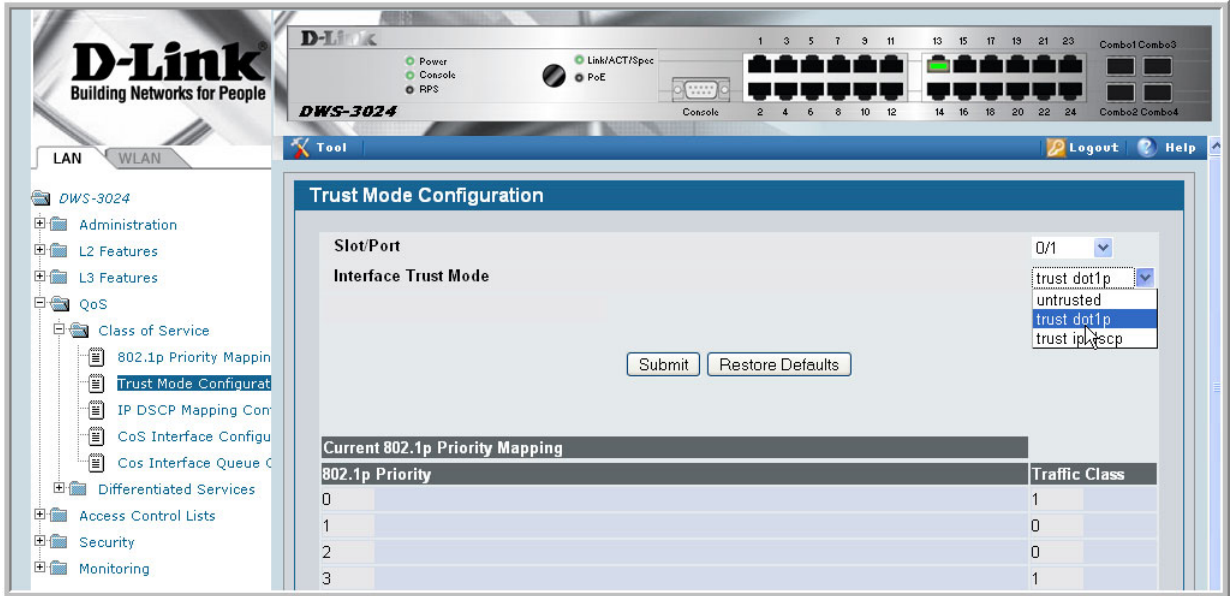 D-Link
Building Networks for People
D-Link
Power
Console
RPS
Link/ACT/Spec
PoE
DWS-3024
Console
1 3 5 7 9 11 13 15 17 19 21 23
2 4 6 8 10 12 14 16 18 20 22 24
Combo1 Combo3
Combo2 Combo4
LAN
WLAN
Tool
Logout
Help
DWS-3024
Administration
L2 Features
L3 Features
QoS
Class of Service
802.1p Priority Mappin
Trust Mode Configurat
IP DSCP Mapping Con
CoS Interface Configu
Cos Interface Queue C
Differentiated Services
Access Control Lists
Security
Monitoring
Trust Mode Configuration
Slot/Port
0/1
Interface Trust Mode
trust dot1p
untrusted
trust dot1p
trust ip dscp
Submit
Restore Defaults
Current 802.1p Priority Mapping
802.1p Priority Traffic Class
0 1
1 0
2 0
3 1